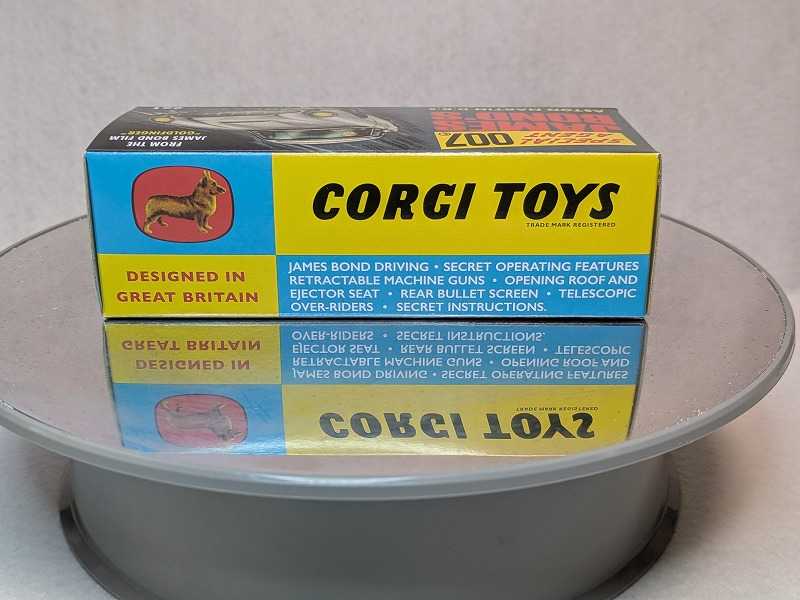 FROM THE
JAMES BOND FILM
"GOLDFINGER"
SPECIAL
AGENT
007
JAMES
BOND
ASTON MARTIN D.B.5
CORGI TOYS
TRADE MARK REGISTERED
DESIGNED IN
GREAT BRITAIN
JAMES BOND DRIVING • SECRET OPERATING FEATURES
RETRACTABLE MACHINE GUNS • OPENING ROOF AND
EJECTOR SEAT • REAR BULLET SCREEN • TELESCOPIC
OVER-RIDERS • SECRET INSTRUCTIONS.